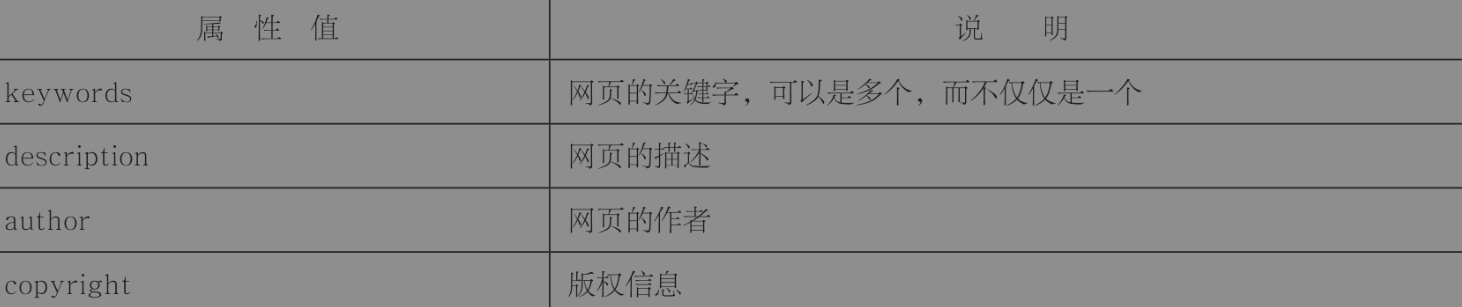 属 性 值 说 明
keywords 网页的关键字，可以是多个，而不仅仅是一个
description 网页的描述
author 网页的作者
copyright 版权信息